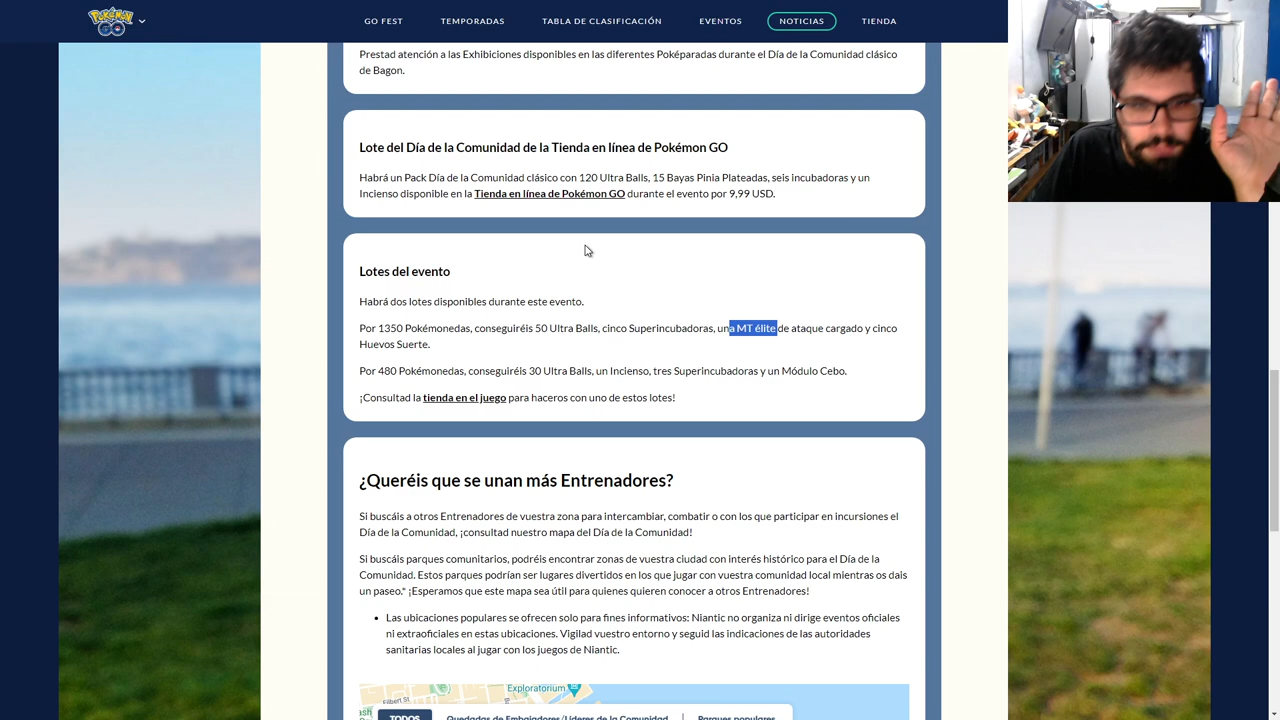 Pokémon GO
GO FEST
TEMPORADAS
TABLA DE CLASIFICACIÓN
EVENTOS
NOTICIAS
TIENDA
Prestad atención a las Exhibiciones disponibles en las diferentes Poképaradas durante el Día de la Comunidad clásico
de Bagon.
Lote del Día de la Comunidad de la Tienda en línea de Pokémon GO
Habrá un Pack Día de la Comunidad clásico con 120 Ultra Balls, 15 Bayas Pinia Plateadas, seis incubadoras y un
Incienso disponible en la Tienda en línea de Pokémon GO durante el evento por 9,99 USD.
Lotes del evento
Habrá dos lotes disponibles durante este evento.
Por 1350 Pokémonedas, conseguiréis 50 Ultra Balls, cinco Superincubadoras, una MT élite de ataque cargado y cinco
Huevos Suerte.
Por 480 Pokémonedas, conseguiréis 30 Ultra Balls, un Incienso, tres Superincubadoras y un Módulo Cebo.
¡Consultad la tienda en el juego para haceros con uno de estos lotes!
¿Queréis que se unan más Entrenadores?
Si buscáis a otros Entrenadores de vuestra zona para intercambiar, combatir o con los que participar en incursiones el
Día de la Comunidad, ¡consultad nuestro mapa del Día de la Comunidad!
Si buscáis parques comunitarios, podréis encontrar zonas de vuestra ciudad con interés histórico para el Día de la
Comunidad. Estos parques podrían ser lugares divertidos en los que jugar con vuestra comunidad local mientras os dais
un paseo.* ¡Esperamos que este mapa sea útil para quienes quieren conocer a otros Entrenadores!
• Las ubicaciones populares se ofrecen solo para fines informativos: Niantic no organiza ni dirige eventos oficiales
ni extraoficiales en estas ubicaciones. Vigilad vuestro entorno y seguid las indicaciones de las autoridades
sanitarias locales al jugar con los juegos de Niantic.
Exploratorium
Filbert St
TODOS
Quedadas de Embajadores/Líderes de la Comunidad
Parques populares